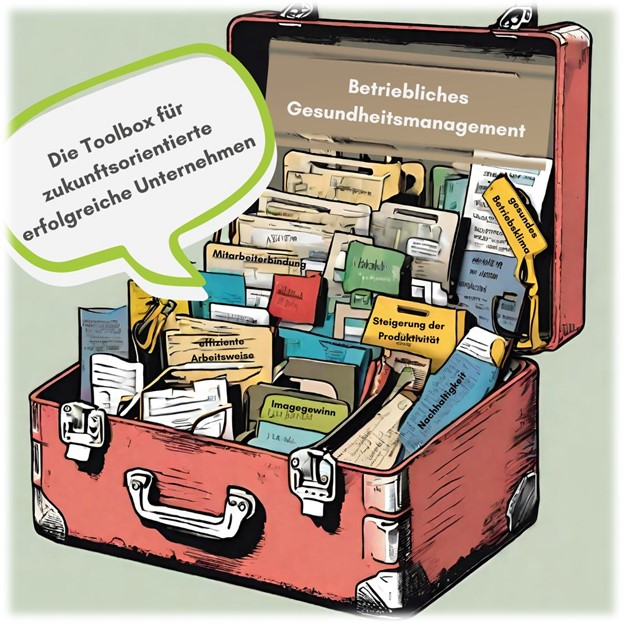 Die Toolbox für
zukunftsorientierte
erfolgreiche Unternehmen
Betriebliches
Gesundheitsmanagement
gesundes
Betriebsklima
Mitarbeiterbindung
Steigerung der
Produktivität
effiziente
Arbeitsweise
Imagegewinn
Nachhaltigkeit